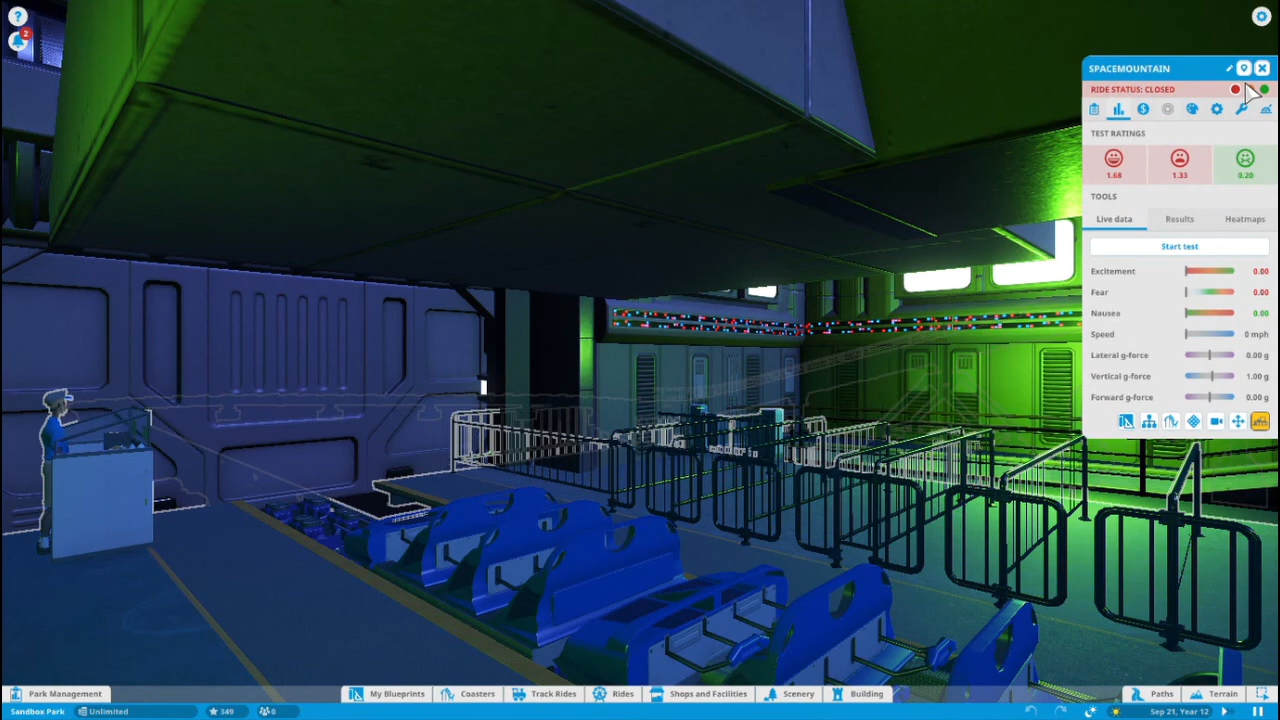 ?
2
SPACEMOUNTAIN
RIDE STATUS: CLOSED
TEST RATINGS
1.68 1.33 0.20
TOOLS
Live data Results Heatmaps
Start test
Excitement 0.00
Fear 0.00
Nausea 0.00
Speed 0 mph
Lateral g-force 0.00 g
Vertical g-force 1.00 g
Forward g-force 0.00 g
Park Management My Blueprints Coasters Track Rides Rides Shops and Facilities Scenery Building Paths Terrain
Sandbox Park Unlimited 349 0 Sep 21, Year 12